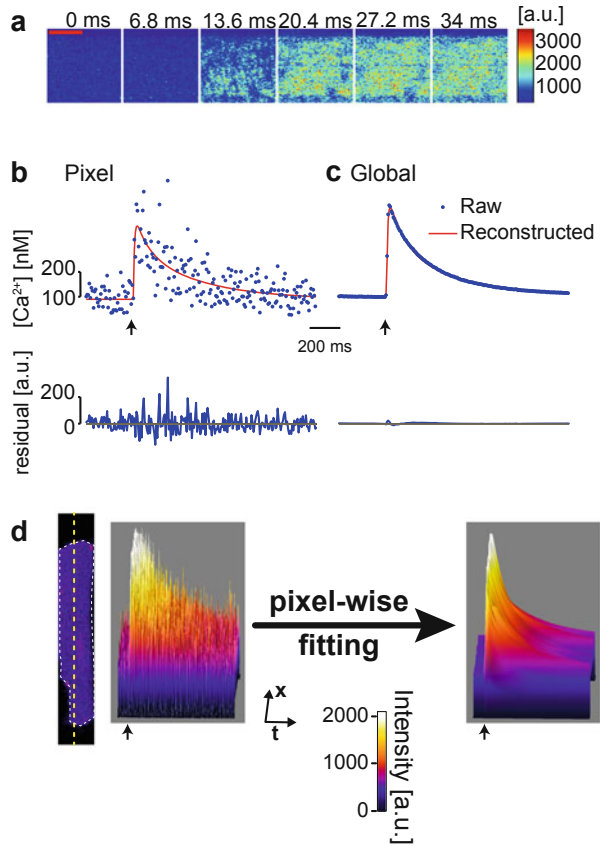 a
0 ms 6.8 ms 13.6 ms 20.4 ms 27.2 ms 34 ms
[a.u.]
3000
2000
1000
b Pixel
c Global
Raw
Reconstructed
[Ca²⁺] [nM]
200
100
200 ms
residual [a.u.]
200
0
d
pixel-wise
fitting
x
t
Intensity [a.u.]
2000
1000
0